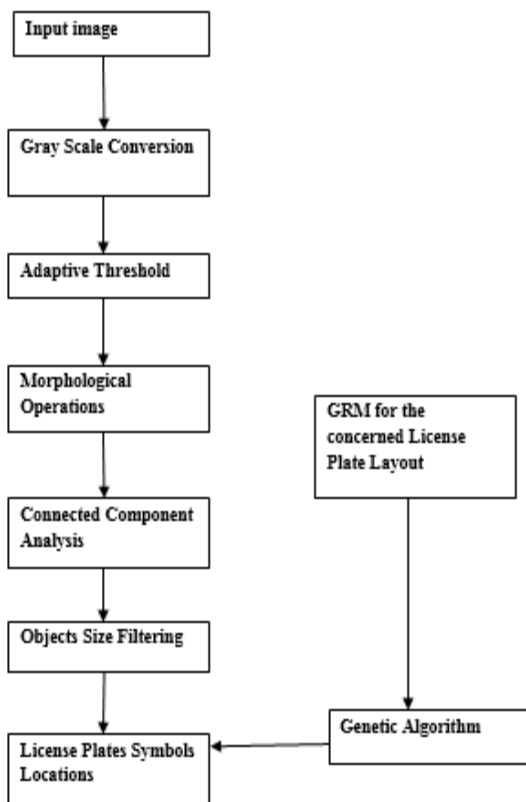 Input image
Gray Scale Conversion
Adaptive Threshold
Morphological
Operations
Connected Component
Analysis
Objects Size Filtering
License Plates Symbols
Locations
GRM for the
concerned License
Plate Layout
Genetic Algorithm